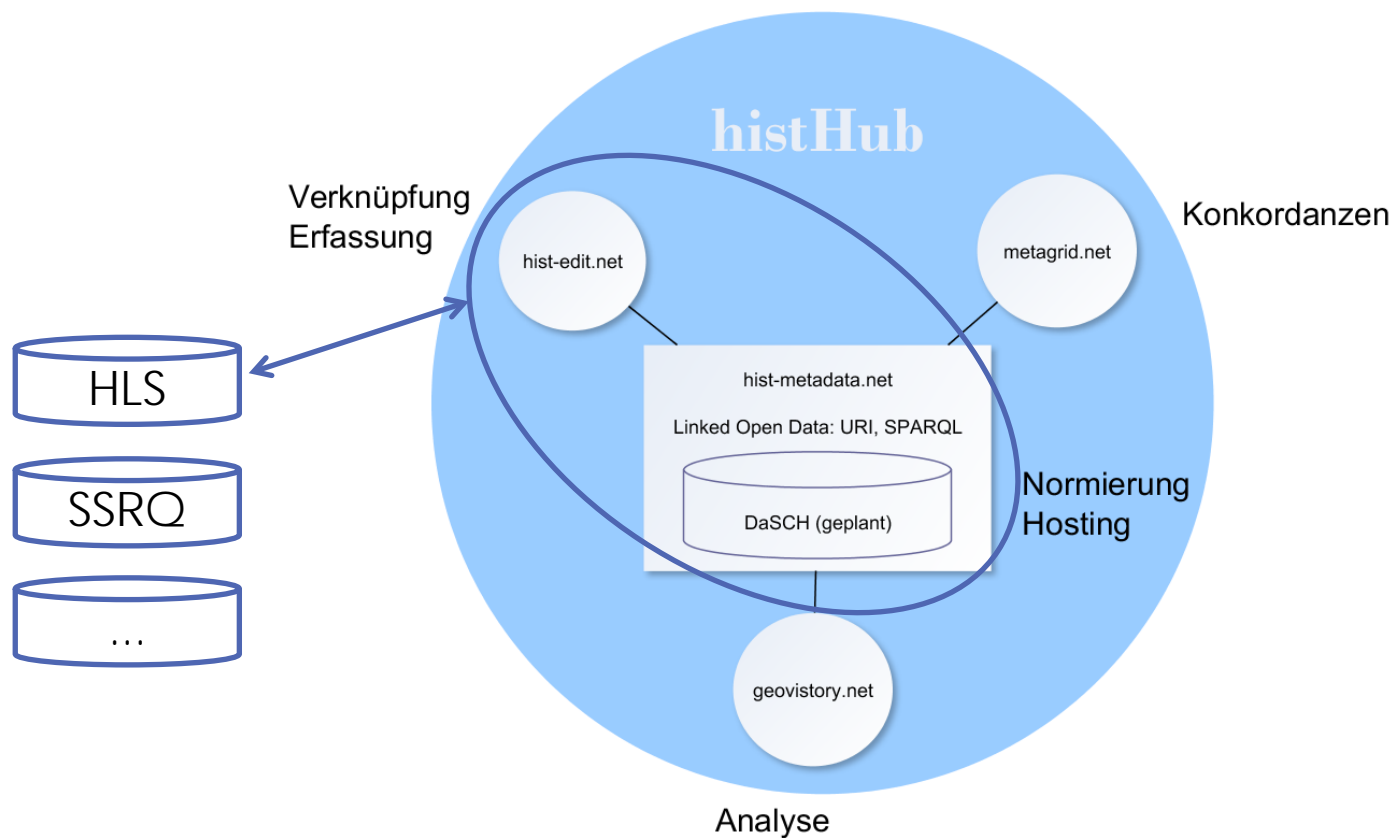 histHub
Verknüpfung
Erfassung
Konkordanzen
hist-edit.net
metagrid.net
HLS
hist-metadata.net
Linked Open Data: URI, SPARQL
SSRQ
DaSCH (geplant)
Normierung
Hosting
...
geovistory.net
Analyse